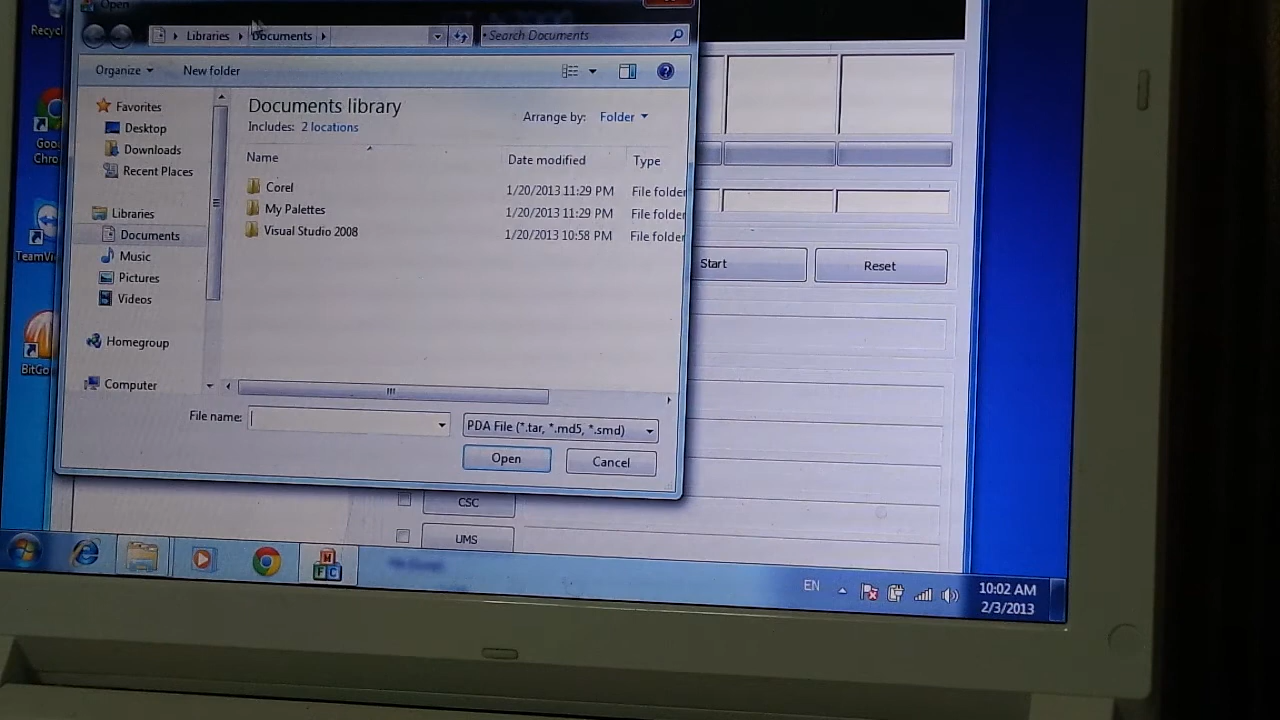 Open
Recyc
Libraries Documents
Search Documents
Organize New folder
Favorites
Desktop
Downloads
Recent Places
Libraries
Documents
Music
Pictures
Videos
Homegroup
Computer
Documents library
Includes: 2 locations
Arrange by: Folder
Name Date modified Type
Corel 1/20/2013 11:29 PM File folder
My Palettes 1/20/2013 11:29 PM File folder
Visual Studio 2008 1/20/2013 10:58 PM File folder
File name:
PDA File (*.tar, *.md5, *.smd)
Open Cancel
Goo
Chro
TeamVi
BitCo
Start Reset
CSC
UMS
M
F C
EN
10:02 AM
2/3/2013